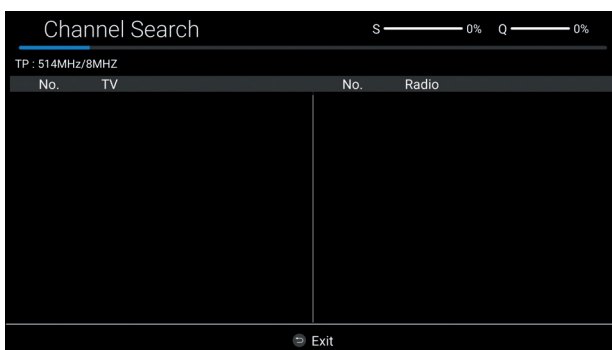 Channel Search S 0% Q 0%
TP : 514MHz/8MHZ
No. TV No. Radio
Exit